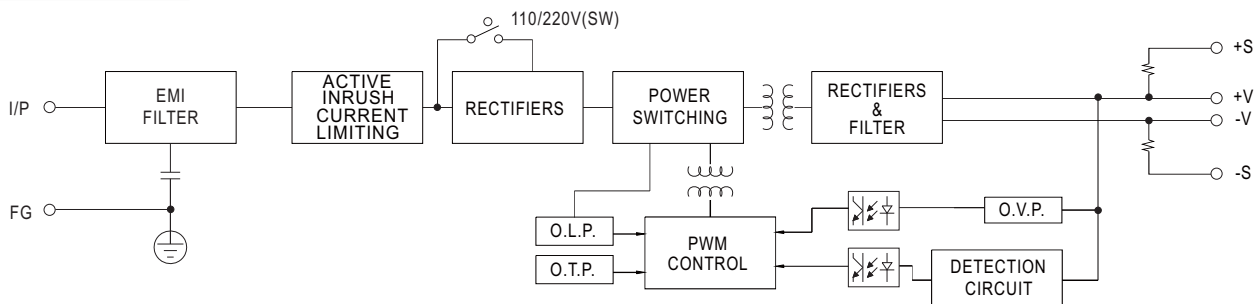 110/220V(SW)
+S
I/P
EMI
FILTER
ACTIVE
INRUSH
CURRENT
LIMITING
RECTIFIERS
POWER
SWITCHING
RECTIFIERS
&
FILTER
+V
-V
-S
FG
O.L.P.
O.T.P.
PWM
CONTROL
O.V.P.
DETECTION
CIRCUIT